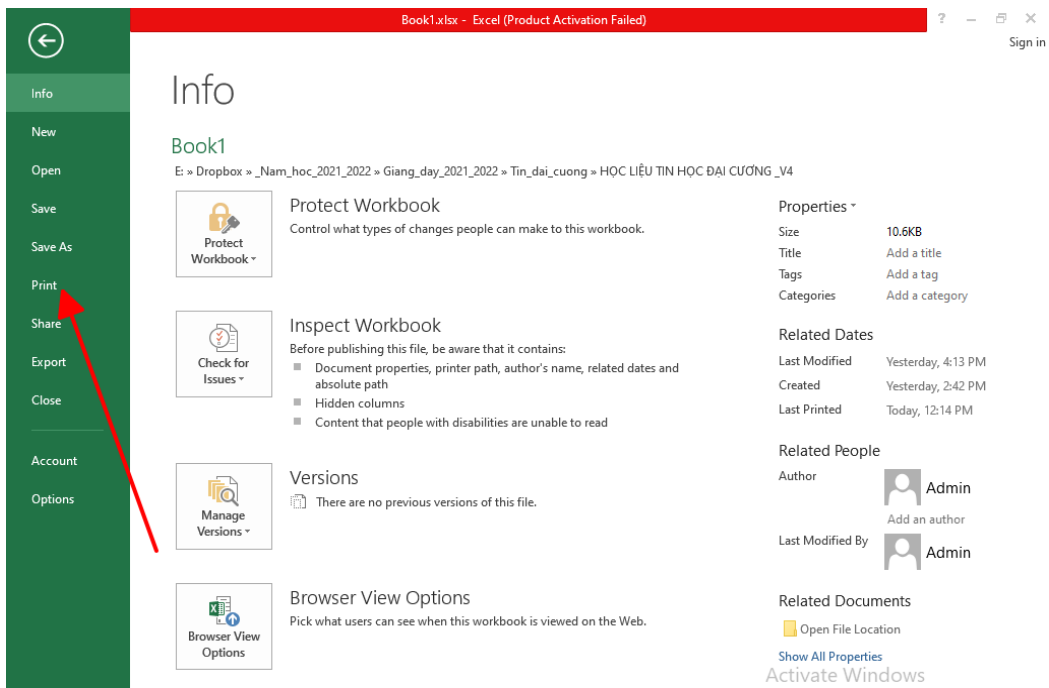 Book1.xlsx - Excel (Product Activation Failed)
?
Sign in
Info
New
Open
Save
Save As
Print
Share
Export
Close
Account
Options
Info
Book1
E: » Dropbox » _Nam_hoc_2021_2022 » Giang_day_2021_2022 » Tin_dai_cuong » HỌC LIỆU TIN HỌC ĐẠI CƯƠNG _V4
Protect
Workbook
Protect Workbook
Control what types of changes people can make to this workbook.
Check for
Issues
Inspect Workbook
Before publishing this file, be aware that it contains:
Document properties, printer path, author's name, related dates and
absolute path
Hidden columns
Content that people with disabilities are unable to read
Manage
Versions
Versions
There are no previous versions of this file.
Browser View
Options
Browser View Options
Pick what users can see when this workbook is viewed on the Web.
Properties
Size 10.6KB
Title Add a title
Tags Add a tag
Categories Add a category
Related Dates
Last Modified Yesterday, 4:13 PM
Created Yesterday, 2:42 PM
Last Printed Today, 12:14 PM
Related People
Author Admin
Add an author
Last Modified By Admin
Related Documents
Open File Location
Show All Properties
Activate Windows